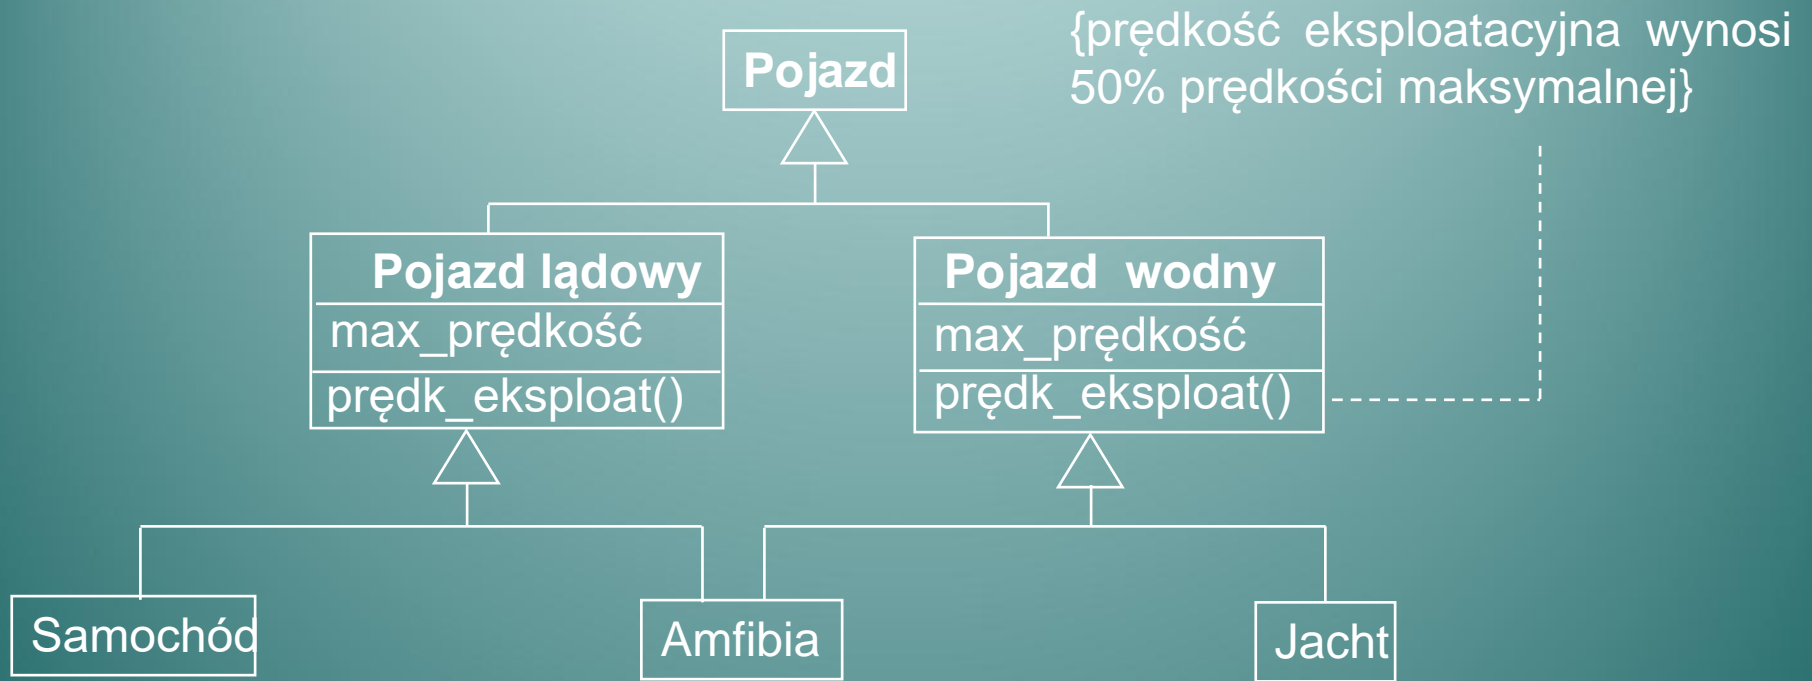 {prędkość eksploatacyjna wynosi
50% prędkości maksymalnej}
Pojazd
Pojazd lądowy
max_prędkość
prędk_eksploat()
Pojazd wodny
max_prędkość
prędk_eksploat()
Samochód
Amfibia
Jacht